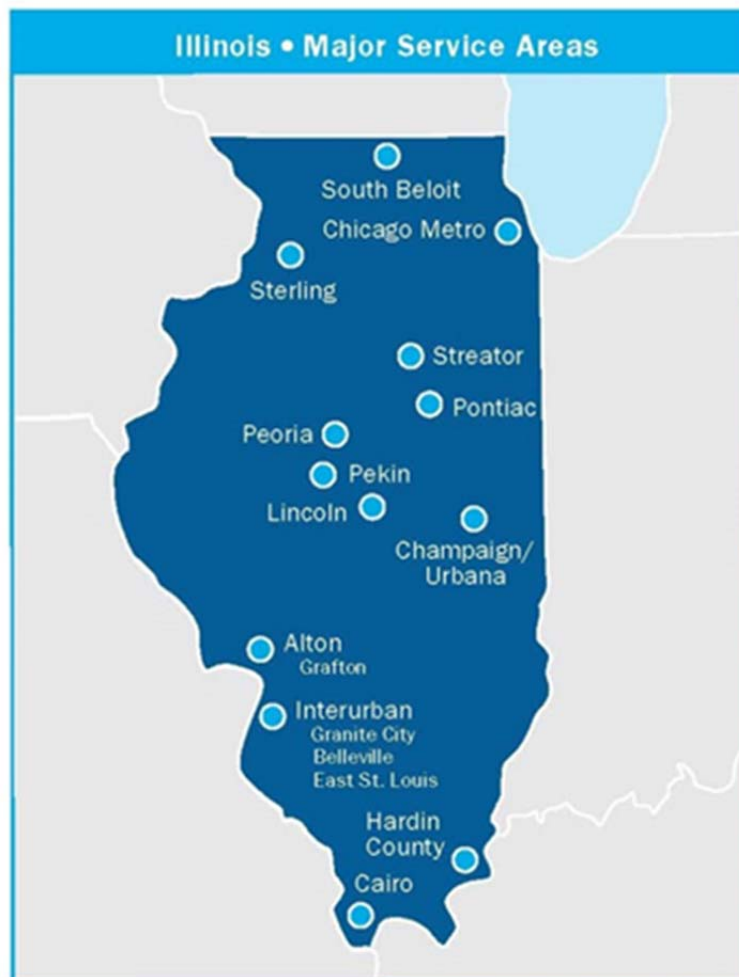 Illinois • Major Service Areas
South Beloit
Chicago Metro
Sterling
Streator
Pontiac
Peoria
Pekin
Lincoln
Champaign/
Urbana
Alton
Grafton
Interurban
Granite City
Belleville
East St. Louis
Hardin
County
Cairo